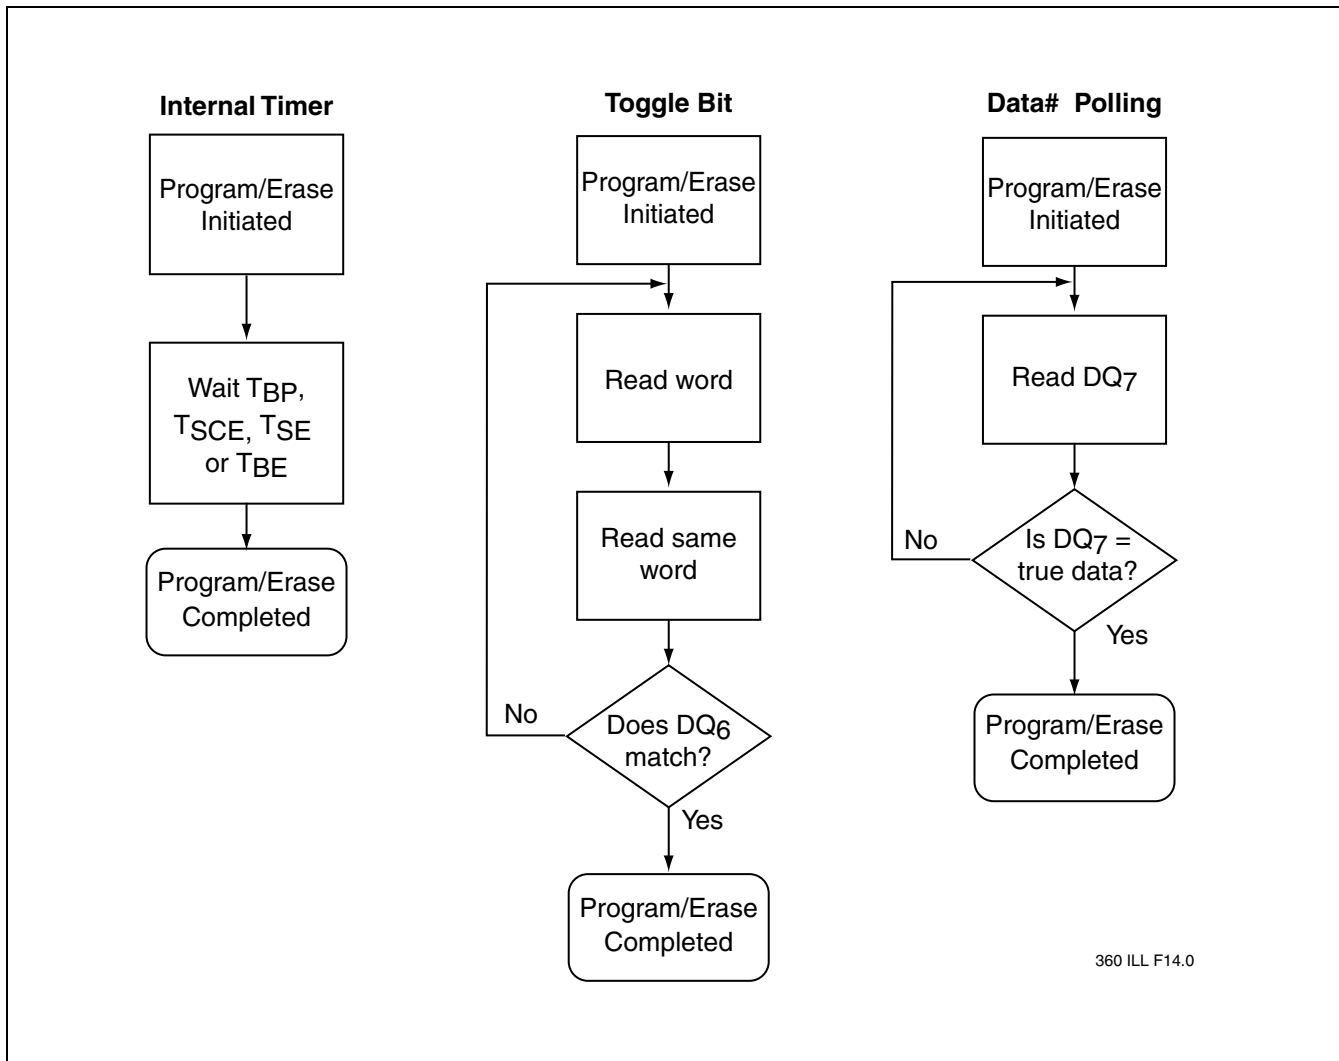 Internal Timer
Program/Erase
Initiated
Wait TBP,
TSCE, TSE
or TBE
Program/Erase
Completed
Toggle Bit
Program/Erase
Initiated
Read word
Read same
word
Does DQ6
match?
No
Yes
Program/Erase
Completed
Data# Polling
Program/Erase
Initiated
Read DQ7
Is DQ7 =
true data?
No
Yes
Program/Erase
Completed
360 ILL F14.0